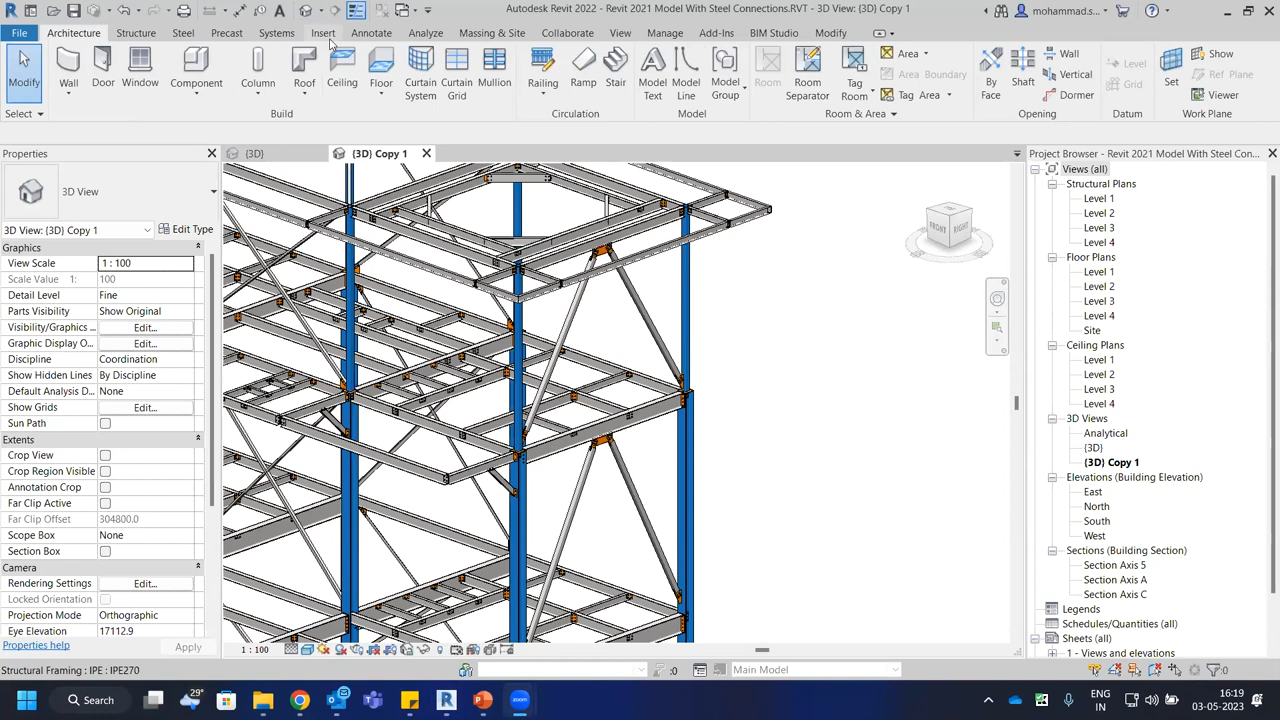 Autodesk Revit 2022 - Revit 2021 Model With Steel Connections.RVT - 3D View: {3D} Copy 1
mohammad.s...
File Architecture Structure Steel Precast Systems Insert Annotate Analyze Massing & Site Collaborate View Manage Add-Ins BIM Studio Modify
Modify Wall Door Window Component Column Roof Ceiling Floor Curtain System Curtain Grid Mullion Railing Ramp Stair Model Text Model Line Model Group Room Room Separator Tag Room
Area
Area Boundary
Tag Area
By Face Shaft
Wall
Vertical
Dormer
Level
Grid
Set
Show
Ref Plane
Viewer
Select Build Circulation Model Room & Area Opening Datum Work Plane
Properties
{3D} {3D} Copy 1
Project Browser - Revit 2021 Model With Steel Con...
3D View
3D View: {3D} Copy 1 Edit Type
Graphics
View Scale 1 : 100
Scale Value 1: 100
Detail Level Fine
Parts Visibility Show Original
Visibility/Graphics ... Edit...
Graphic Display O... Edit...
Discipline Coordination
Show Hidden Lines By Discipline
Default Analysis D... None
Show Grids Edit...
Sun Path
Extents
Crop View
Crop Region Visible
Annotation Crop
Far Clip Active
Far Clip Offset 304800.0
Scope Box None
Section Box
Camera
Rendering Settings Edit...
Locked Orientation
Projection Mode Orthographic
Eye Elevation 17112.9
Properties help Apply
FRONT RIGHT
Views (all)
Structural Plans
Level 1
Level 2
Level 3
Level 4
Floor Plans
Level 1
Level 2
Level 3
Level 4
Site
Ceiling Plans
Level 1
Level 2
Level 3
Level 4
3D Views
Analytical
{3D}
{3D} Copy 1
Elevations (Building Elevation)
East
North
South
West
Sections (Building Section)
Section Axis 5
Section Axis A
Section Axis C
Legends
Schedules/Quantities (all)
Sheets (all)
1 - Views and elevations
1 : 100
Structural Framing : IPE : IPE270
:0
Main Model
:0
Search
29°
zoom
ENG
IN
16:19
03-05-2023